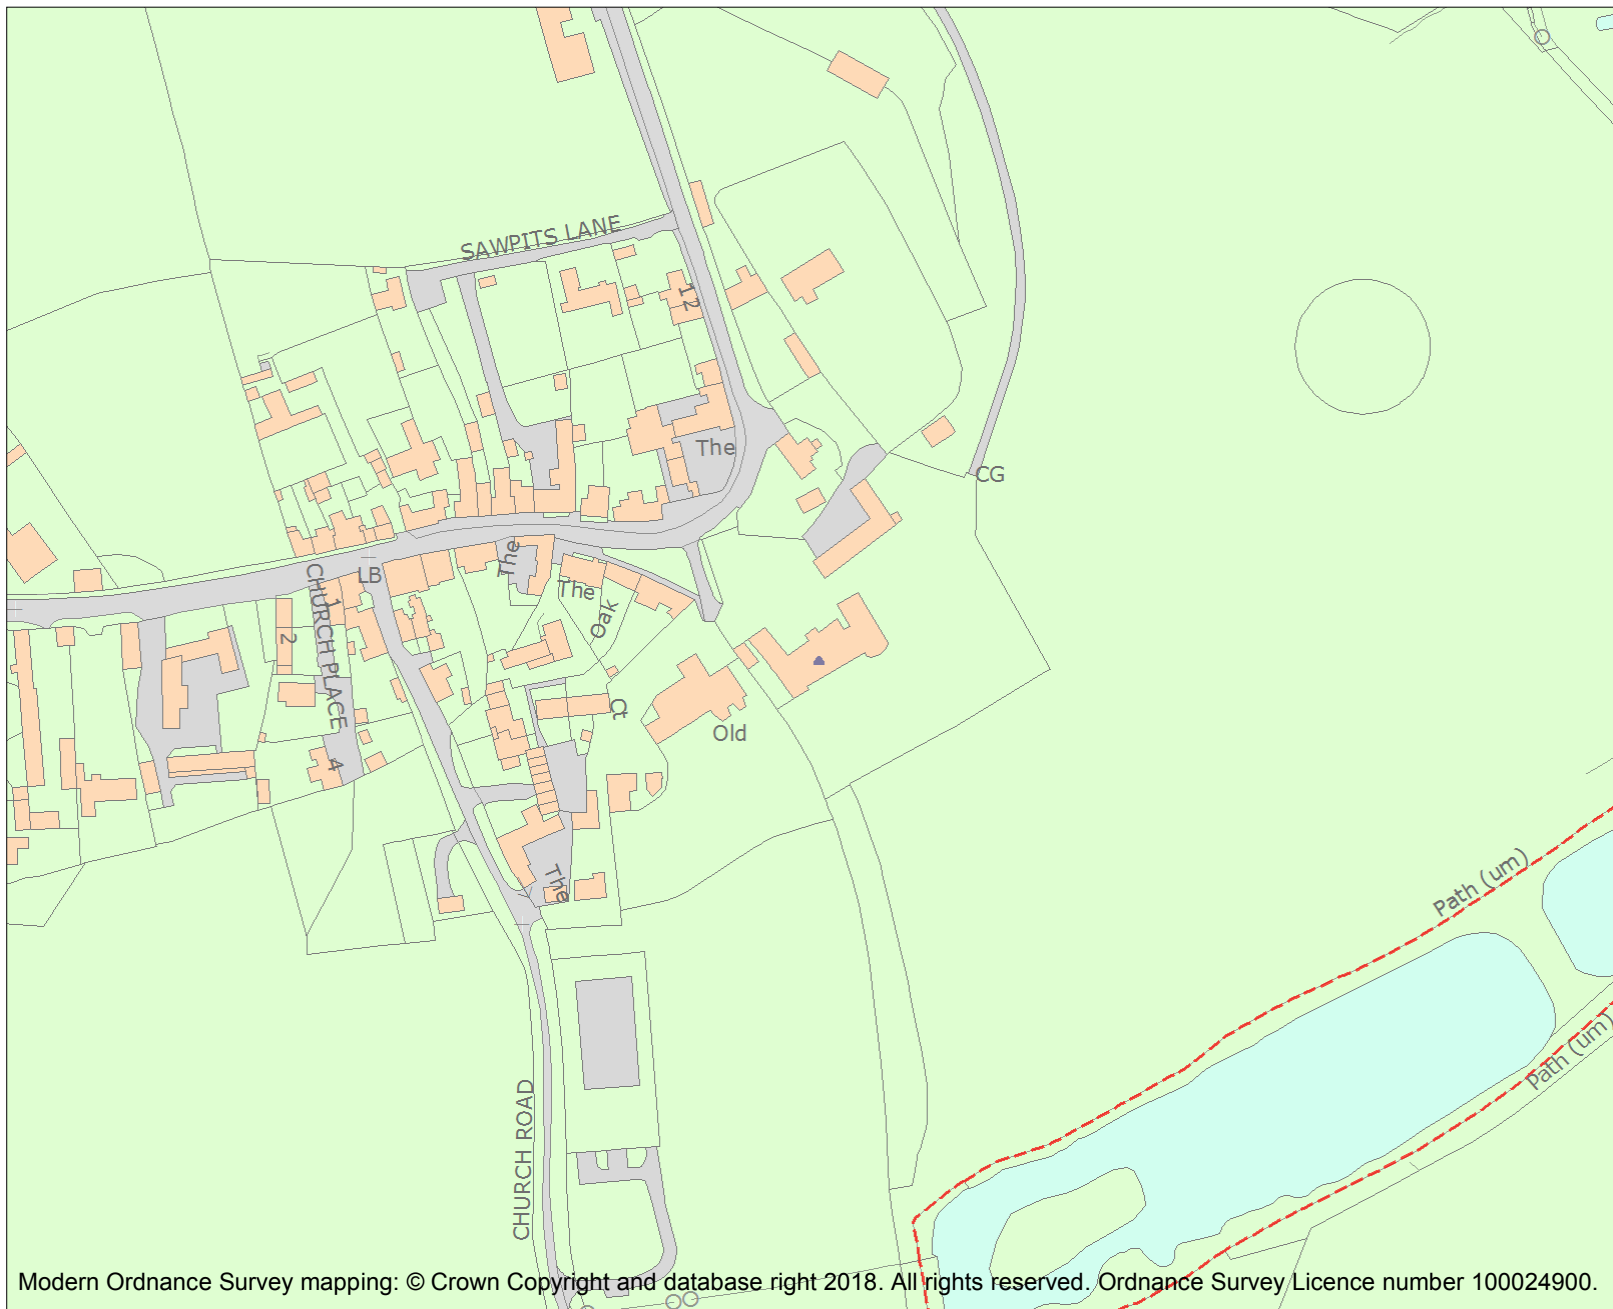 SAWPITS LANE
12
The
CG
The
LB
CHURCH PLACE
1
The
Oak
2
Ct
Old
4
The
Path (um)
Path (um)
CHURCH ROAD
Modern Ordnance Survey mapping: © Crown Copyright and database right 2018. All rights reserved. Ordnance Survey Licence number 100024900.